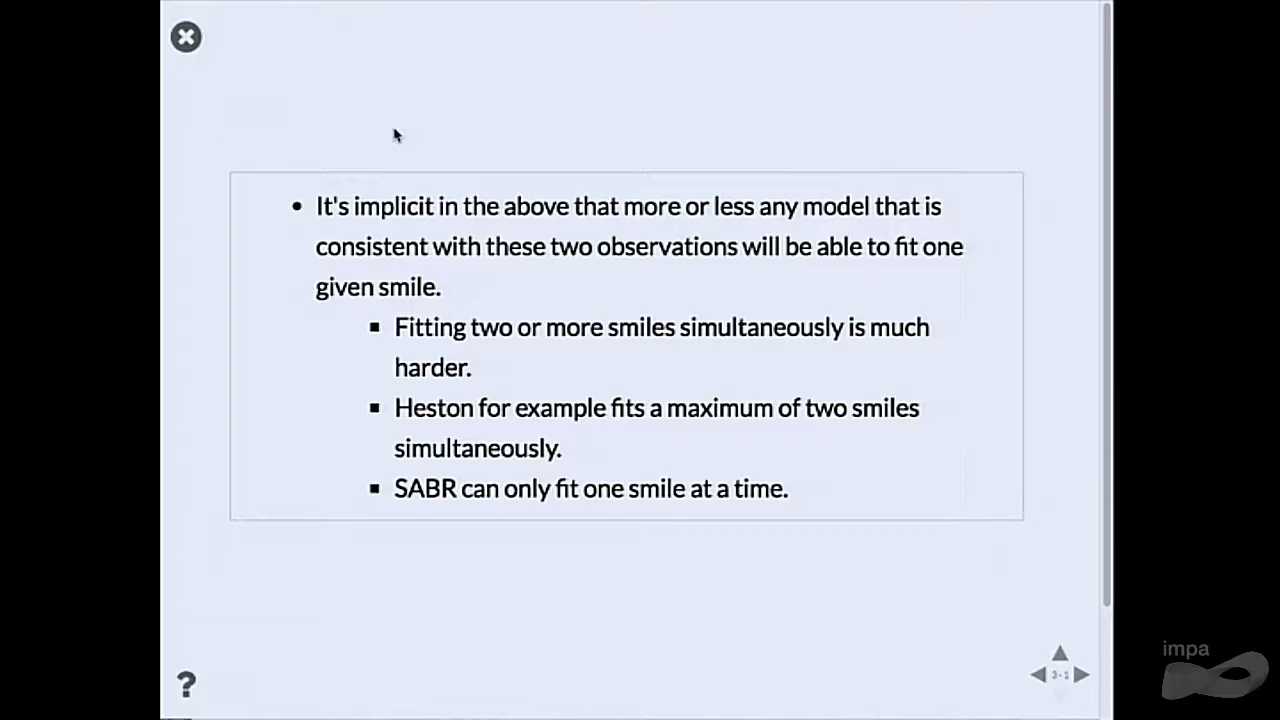 • It's implicit in the above that more or less any model that is
consistent with these two observations will be able to fit one
given smile.
▪ Fitting two or more smiles simultaneously is much
harder.
▪ Heston for example fits a maximum of two smiles
simultaneously.
▪ SABR can only fit one smile at a time.
?
3-1
impa